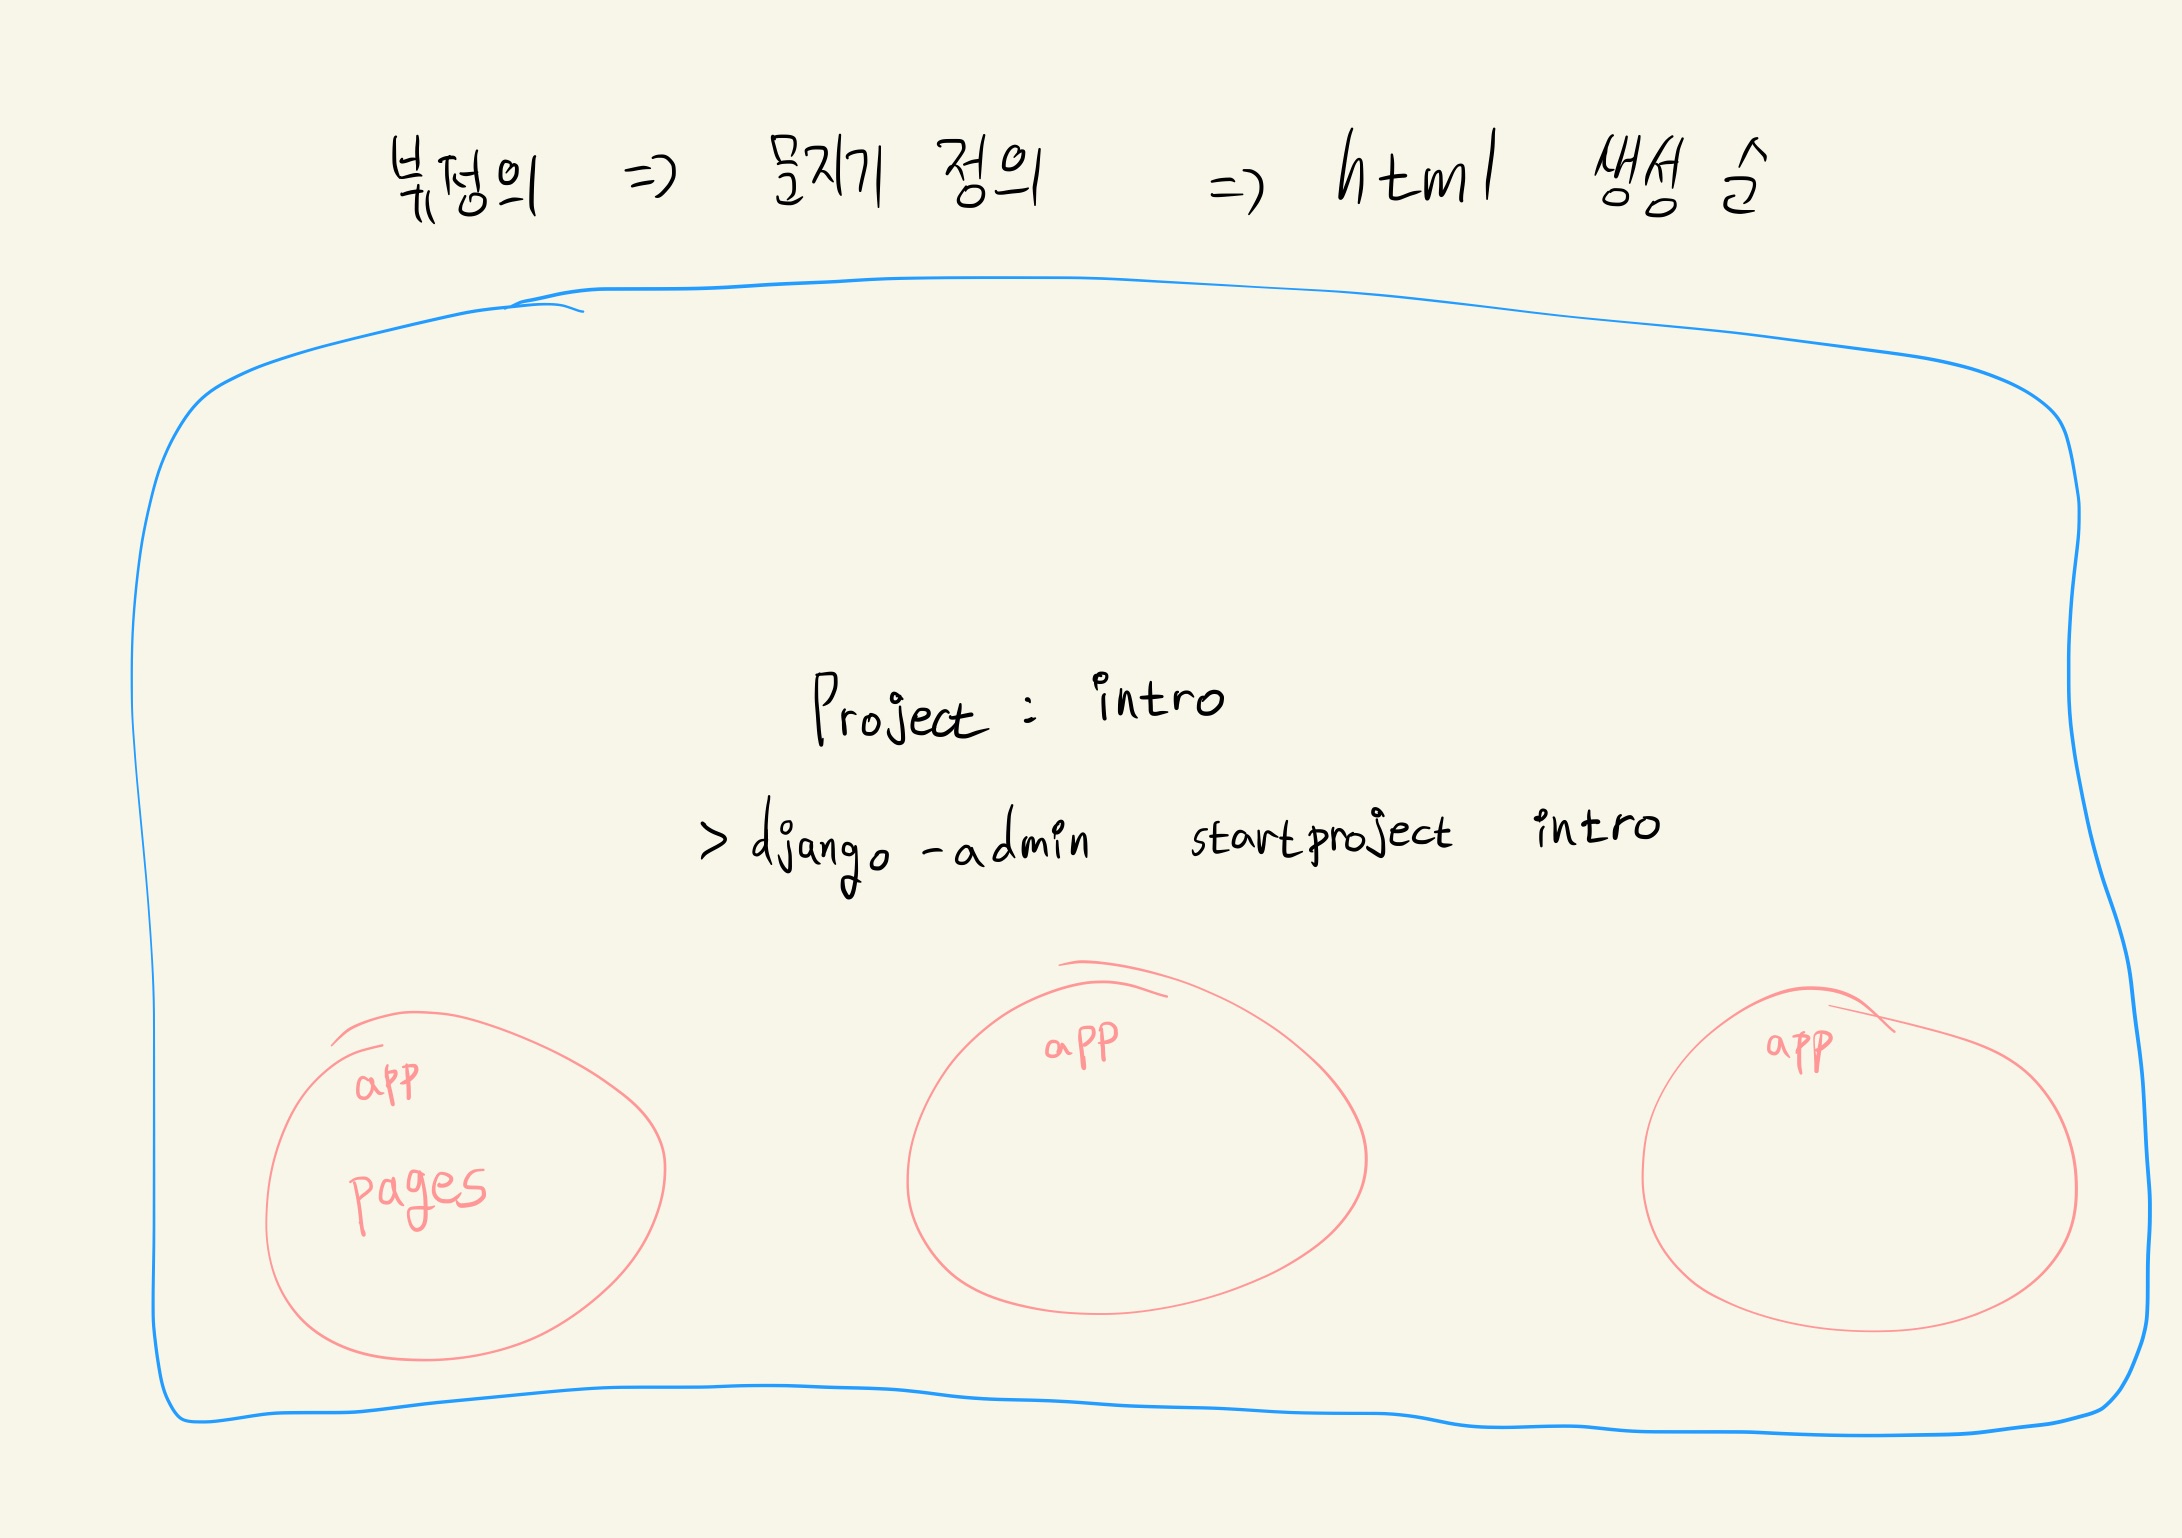 뷰정의 => 문지기 정의 => html 생성 순
Project : intro
> django - admin startproject intro
app
app
app
pages